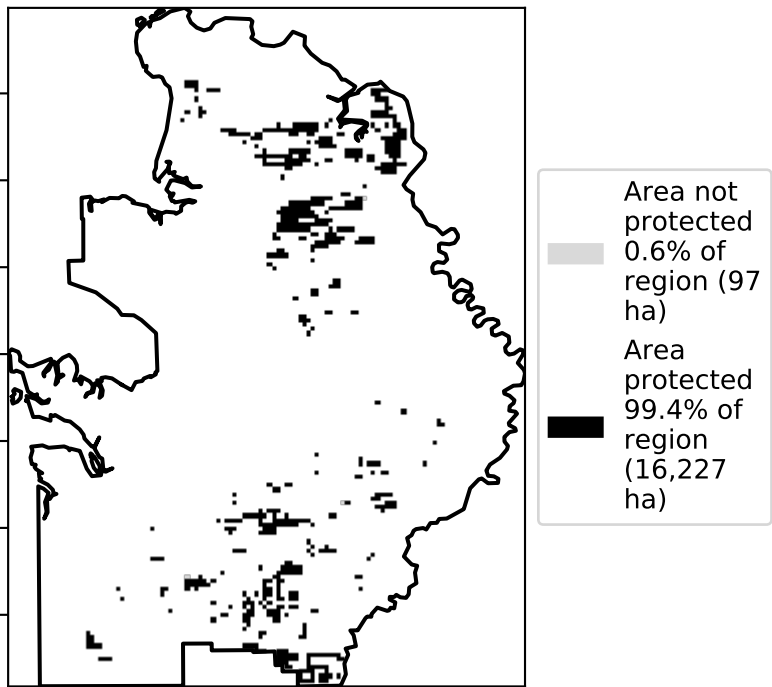 Area not
protected
0.6% of
region (97
ha)
Area
protected
99.4% of
region
(16,227
ha)